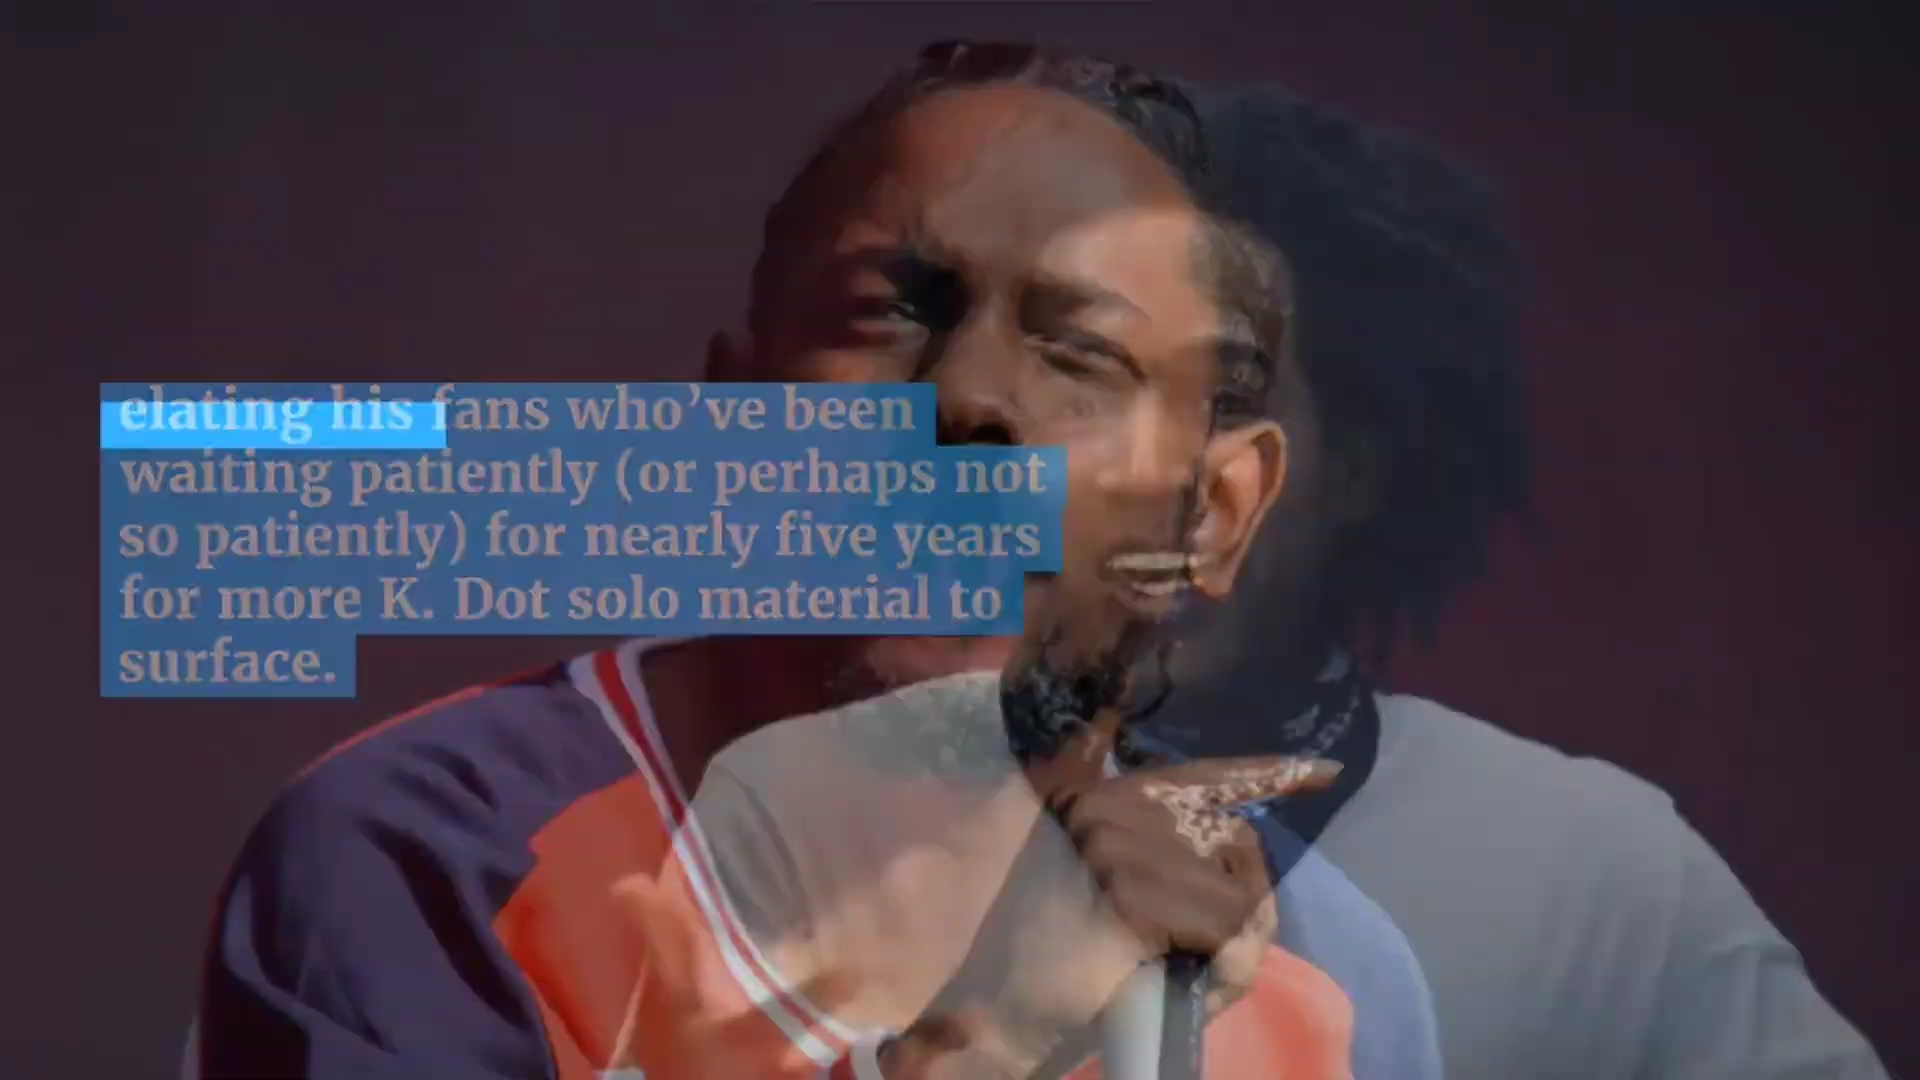 elating his fans who’ve been
waiting patiently (or perhaps not
so patiently) for nearly five years
for more K. Dot solo material to
surface.